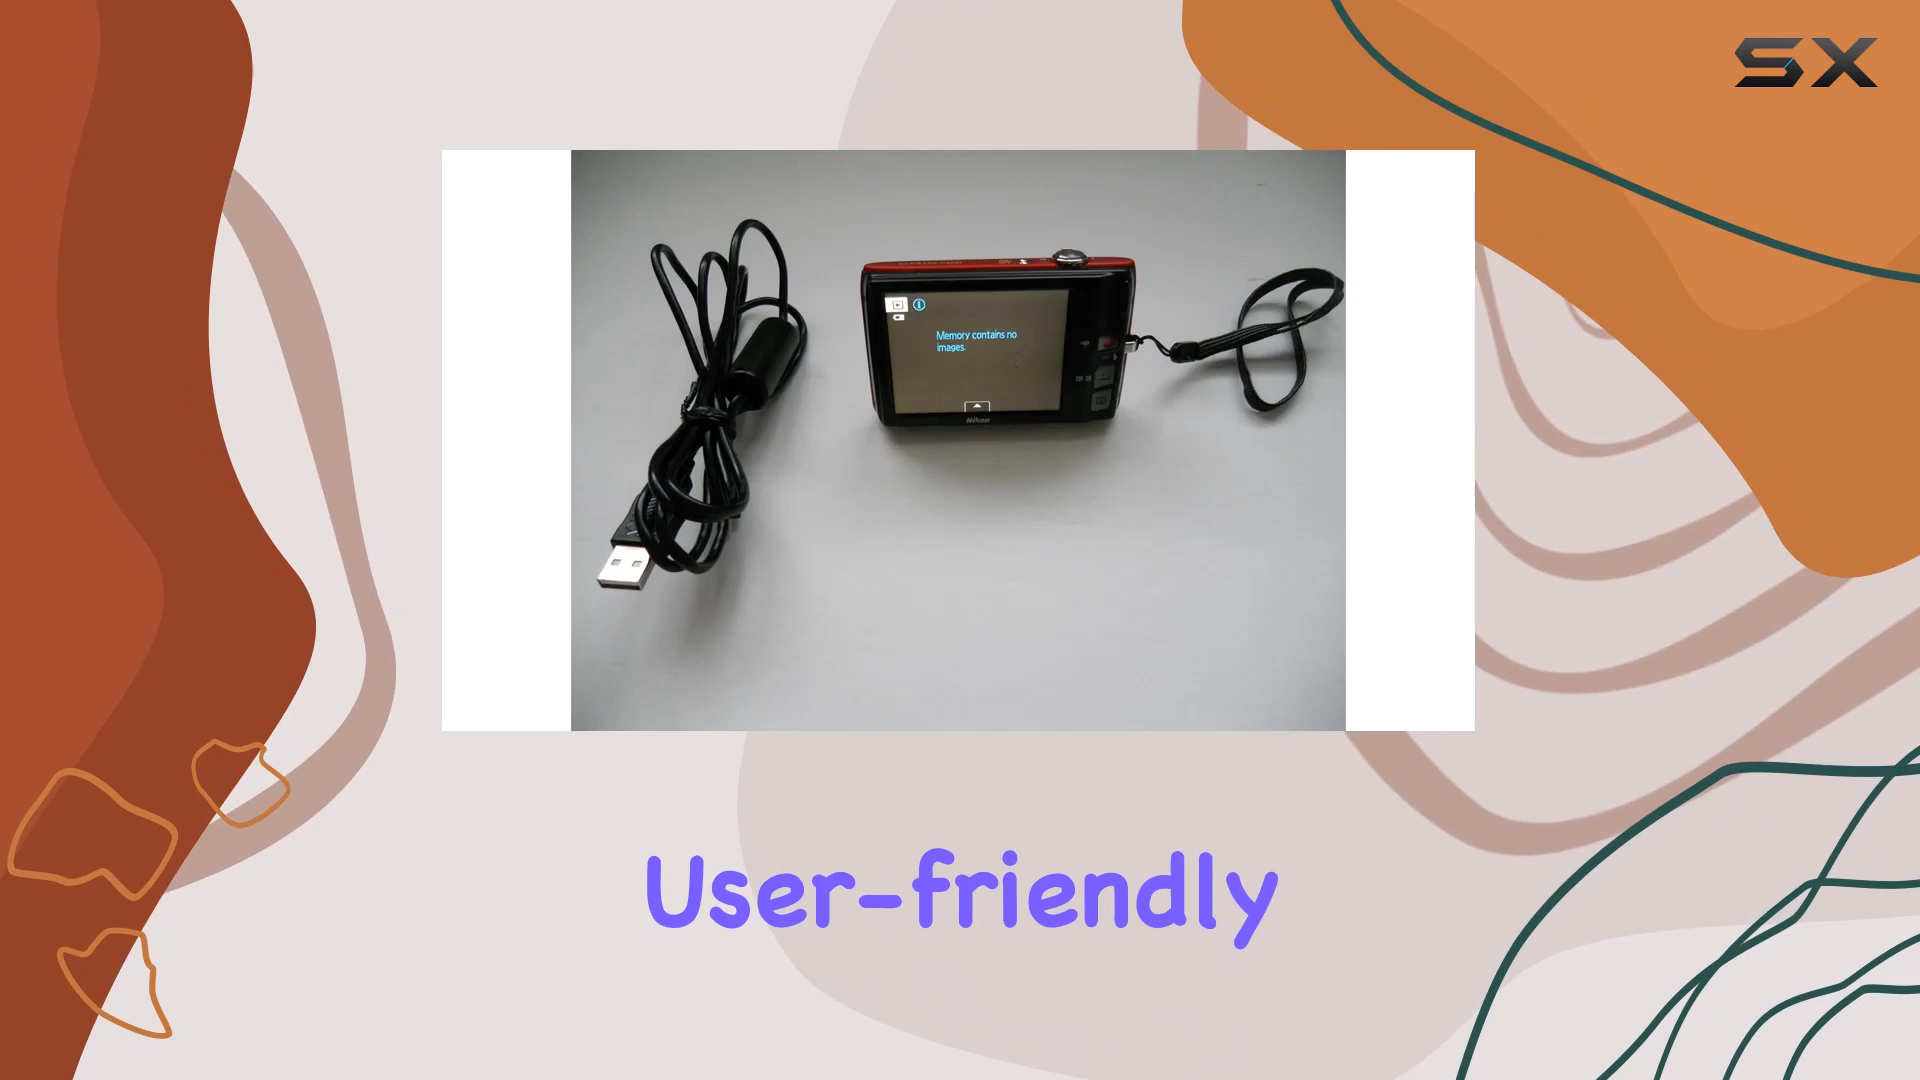 SX
Memory contains no
images.
Nikon
User-friendly